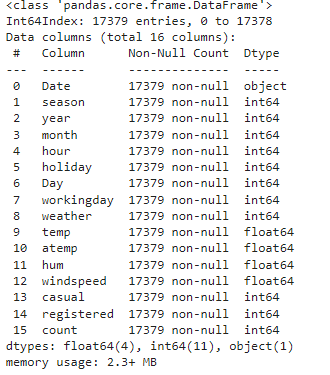 <class 'pandas.core.frame.DataFrame'>
Int64Index: 17379 entries, 0 to 17378
Data columns (total 16 columns):
 #   Column      Non-Null Count  Dtype
---  ------      --------------  -----
 0   Date        17379 non-null  object
 1   season      17379 non-null  int64
 2   year        17379 non-null  int64
 3   month       17379 non-null  int64
 4   hour        17379 non-null  int64
 5   holiday     17379 non-null  int64
 6   Day         17379 non-null  int64
 7   workingday  17379 non-null  int64
 8   weather     17379 non-null  int64
 9   temp        17379 non-null  float64
 10  atemp       17379 non-null  float64
 11  hum         17379 non-null  float64
 12  windspeed   17379 non-null  float64
 13  casual      17379 non-null  int64
 14  registered  17379 non-null  int64
 15  count       17379 non-null  int64
dtypes: float64(4), int64(11), object(1)
memory usage: 2.3+ MB